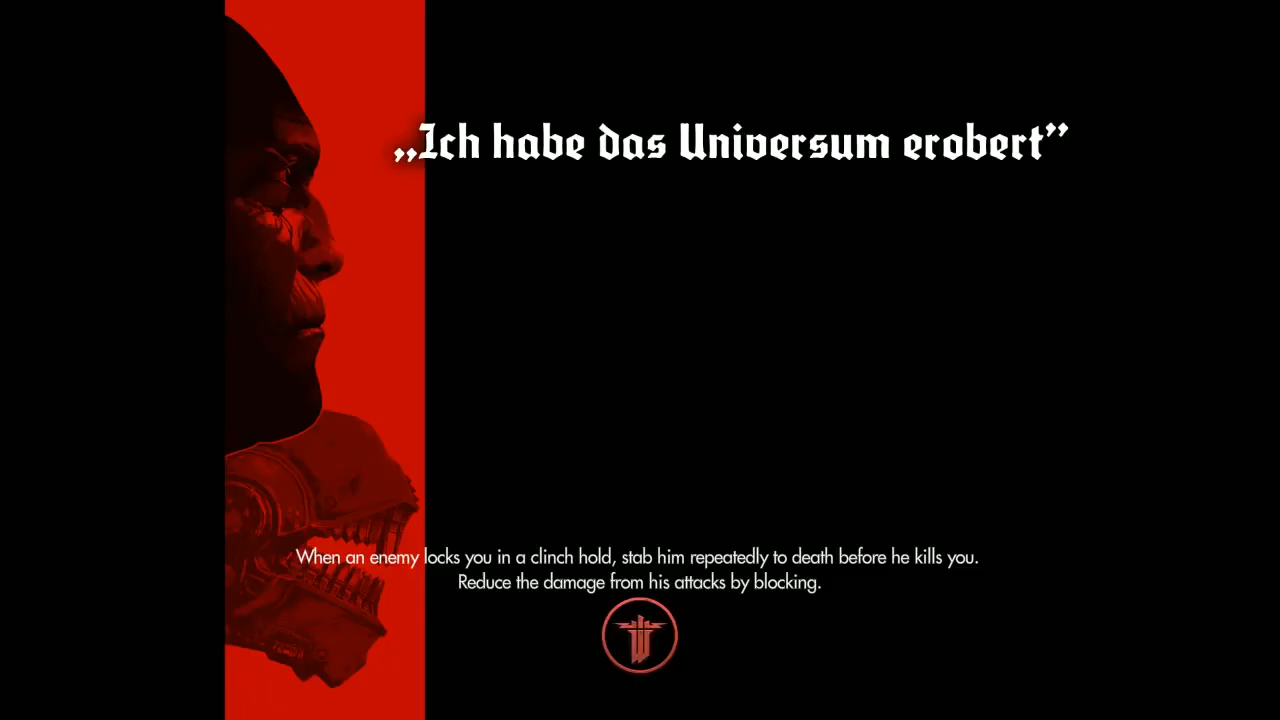 „Ich habe das Universum erobert”
When an enemy locks you in a clinch hold, stab him repeatedly to death before he kills you.
Reduce the damage from his attacks by blocking.